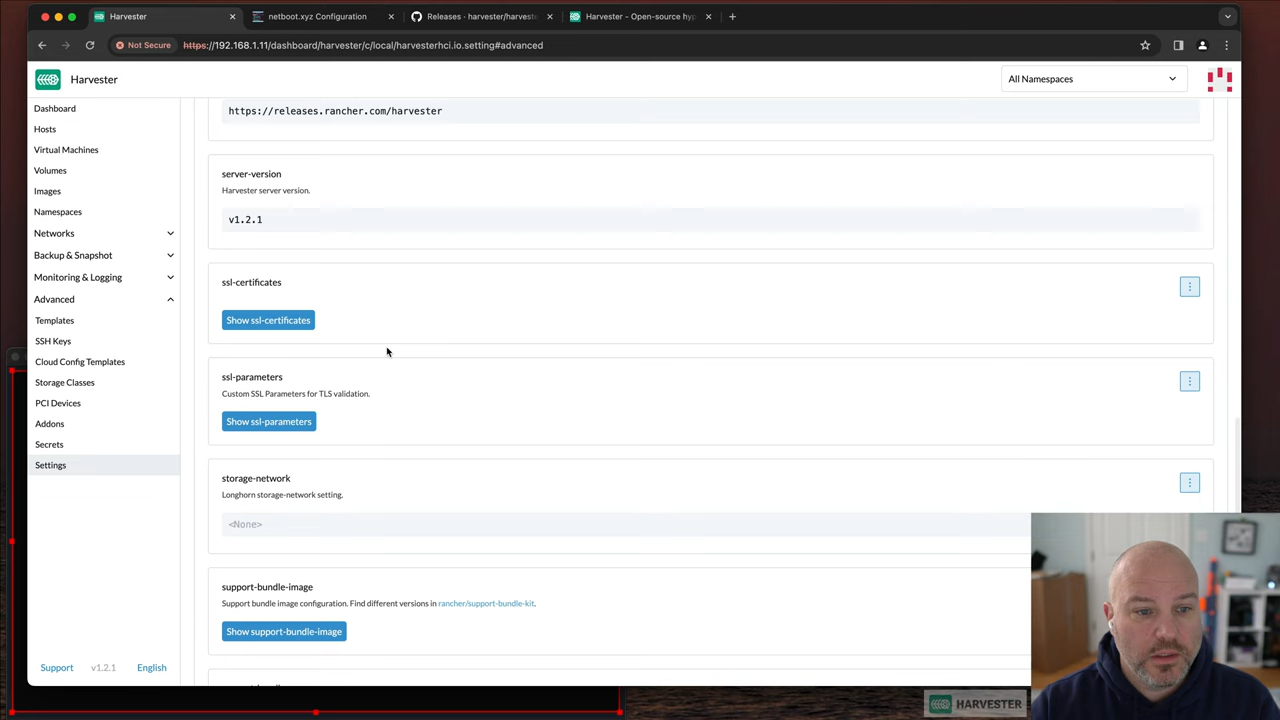 Harvester
netboot.xyz Configuration
Releases · harvester/harveste
Harvester - Open-source hyp
Not Secure
https://192.168.1.11/dashboard/harvester/c/local/harvesterhci.io.setting#advanced
Harvester
All Namespaces
Dashboard
Hosts
Virtual Machines
Volumes
Images
Namespaces
Networks
Backup & Snapshot
Monitoring & Logging
Advanced
Templates
SSH Keys
Cloud Config Templates
Storage Classes
PCI Devices
Addons
Secrets
Settings
Support
v1.2.1
English
https://releases.rancher.com/harvester
server-version
Harvester server version.
v1.2.1
ssl-certificates
Show ssl-certificates
ssl-parameters
Custom SSL Parameters for TLS validation.
Show ssl-parameters
storage-network
Longhorn storage-network setting.
<None>
support-bundle-image
Support bundle image configuration. Find different versions in rancher/support-bundle-kit.
Show support-bundle-image
HARVESTER